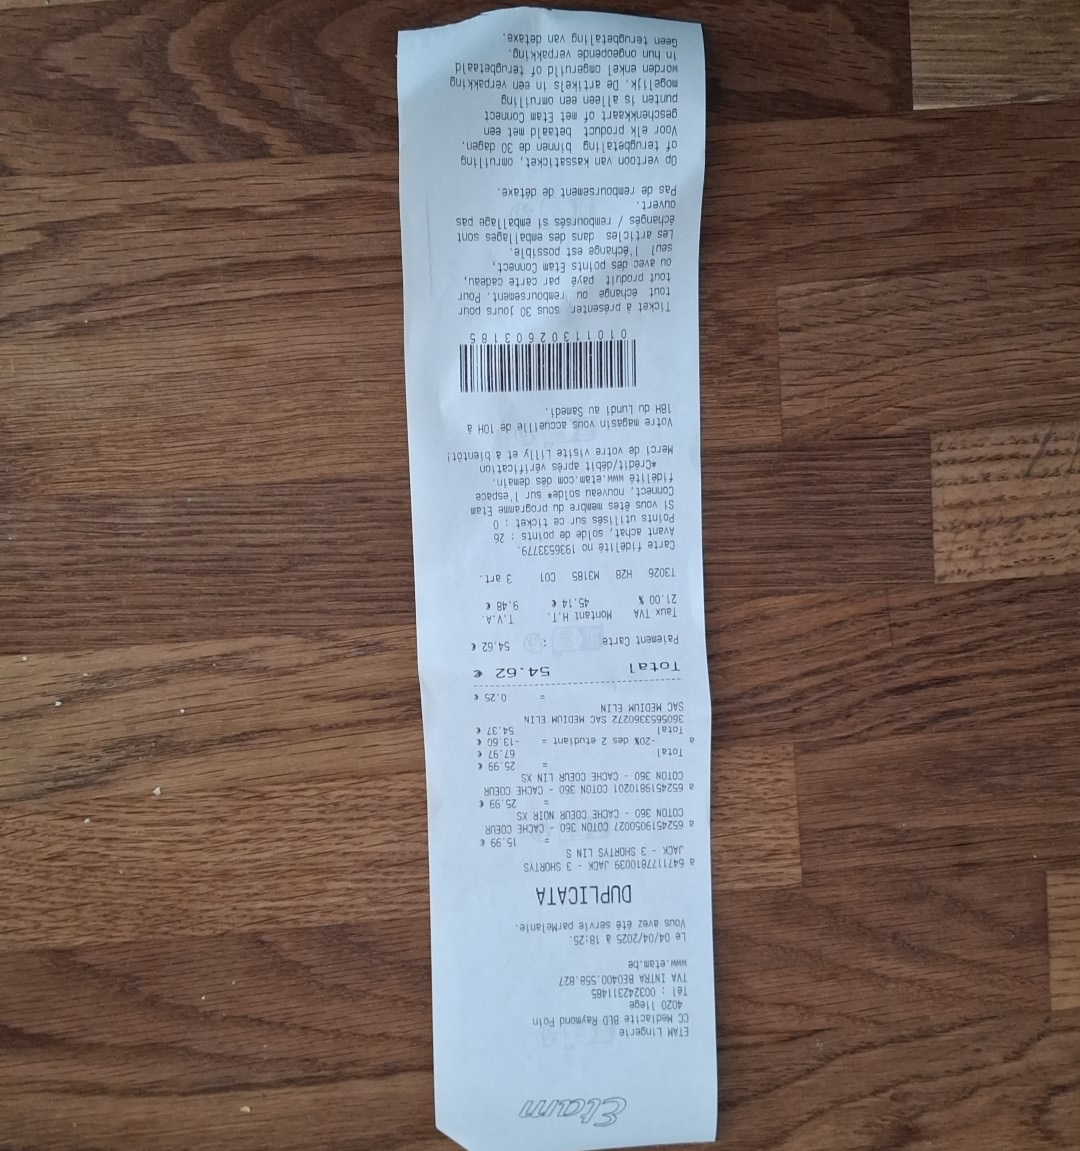 Etam
ETAM Lingerie
CC Mediacite BLD Raymond Poin
4020 liege
Tél : 003242311485
TVA INTRA BE0400.558.827
www.etam.be
Le 04/04/2025 à 18:25.
Vous avez été servie parMelanie.
DUPLICATA
a 647117781​0039 JACK - 3 SHORTYS
JACK - 3 SHORTYS LIN S
= 15.99 €
a 652451905​0027 COTON 360 - CACHE COEUR
COTON 360 - CACHE COEUR NOIR XS
= 25.99 €
a 652451981​0201 COTON 360 - CACHE COEUR
COTON 360 - CACHE COEUR LIN XS
= 25.99 €
Total 67.97 €
a -20% des 2 etudiant = -13.60 €
Total 54.37 €
3605653360272 SAC MEDIUM ELIN
SAC MEDIUM ELIN
= 0.25 €
Total 54.62 €
Paiement Carte : 54.62 €
Taux TVA Montant H.T. T.V.A.
21.00 % 45.14 € 9.48 €
T3026 H28 M3185 C01 3 art.
Carte fidélité no 1936533779.
Avant achat, solde de points : 26
Points utilisés sur ce ticket : 0
Si vous êtes membre du programme Etam
Connect, nouveau solde* sur l'espace
fidélité www.etam.com dès demain.
*Crédit/débit après vérification
Merci de votre visite Lilly et à bientôt!
Votre magasin vous accueille de 10H à
18H du Lundi au Samedi.
0101130260318​5
Ticket à présenter sous 30 jours pour
tout échange ou remboursement. Pour
tout produit payé par carte cadeau,
ou avec des points Etam Connect,
seul l'échange est possible.
Les articles dans des emballages sont
échangés / remboursés si emballage pas
ouvert.
Pas de remboursement de détaxe.
Op vertoon van kassaticket, omruiling
of terugbetaling binnen de 30 dagen.
Voor elk product betaald met een
geschenkkaart of met Etam Connect
punten is alleen een omruiling
mogelijk. De artikels in een verpakking
worden enkel omgeruild of terugbetaald
in hun ongeopende verpakking.
Geen terugbetaling van detaxe.